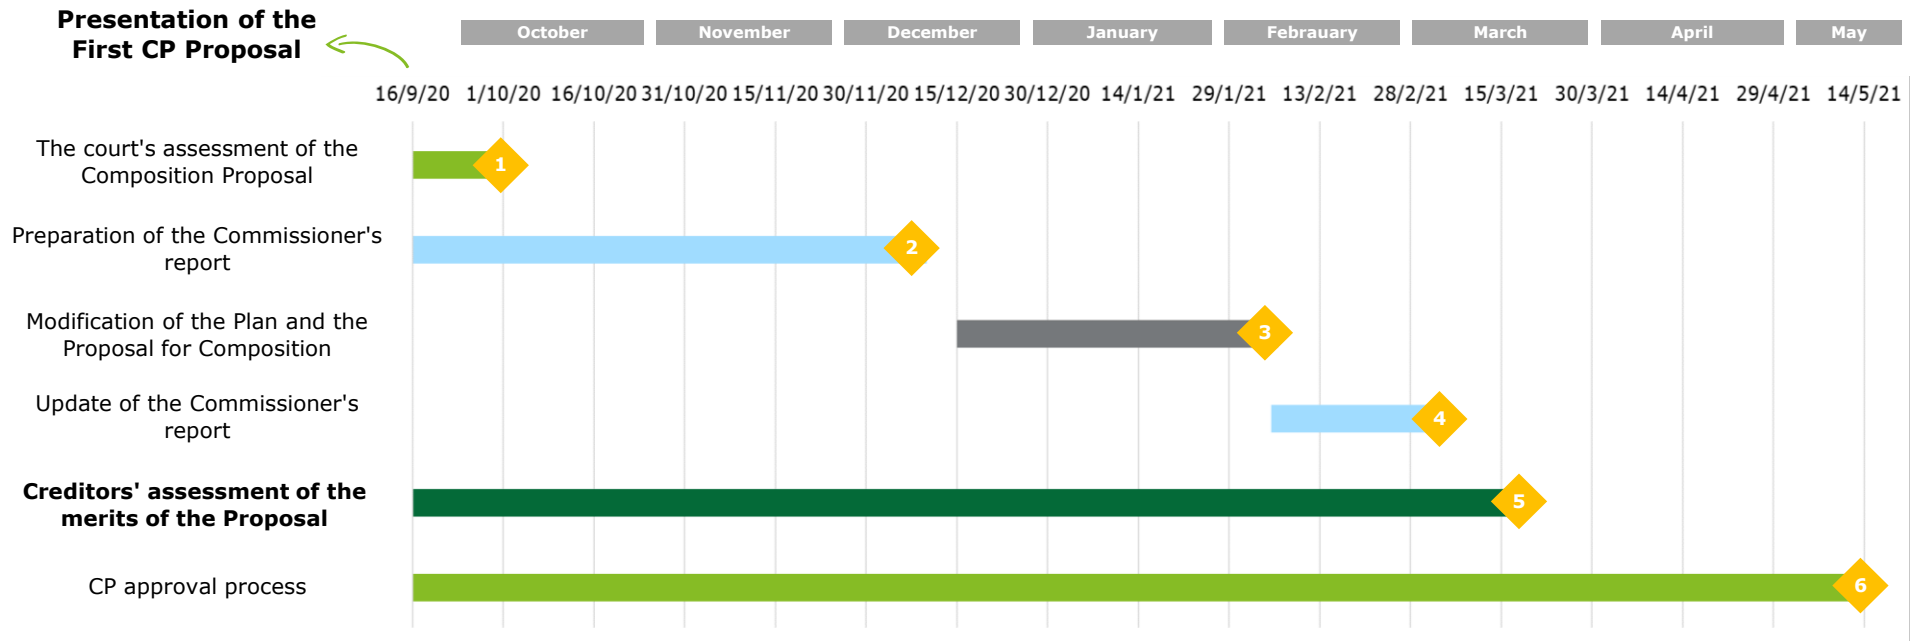 Presentation of the
First CP Proposal
October November December January Febrauary March April May
16/9/20 1/10/20 16/10/20 31/10/20 15/11/20 30/11/20 15/12/20 30/12/20 14/1/21 29/1/21 13/2/21 28/2/21 15/3/21 30/3/21 14/4/21 29/4/21 14/5/21
The court's assessment of the
Composition Proposal
1
Preparation of the Commissioner's
report
2
Modification of the Plan and the
Proposal for Composition
3
Update of the Commissioner's
report
4
Creditors' assessment of the
merits of the Proposal
5
CP approval process
6